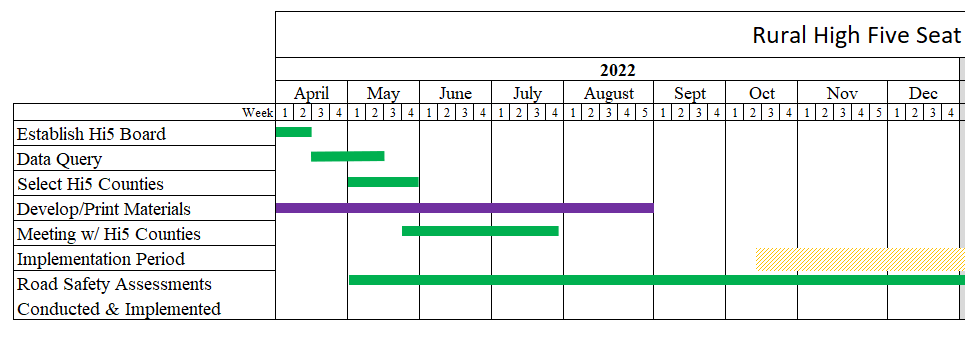 Rural High Five Seat
2022
April May June July August Sept Oct Nov Dec
Week 1 2 3 4 1 2 3 4 1 2 3 4 1 2 3 4 1 2 3 4 5 1 2 3 4 1 2 3 4 1 2 3 4 5 1 2 3 4
Establish Hi5 Board
Data Query
Select Hi5 Counties
Develop/Print Materials
Meeting w/ Hi5 Counties
Implementation Period
Road Safety Assessments
Conducted & Implemented